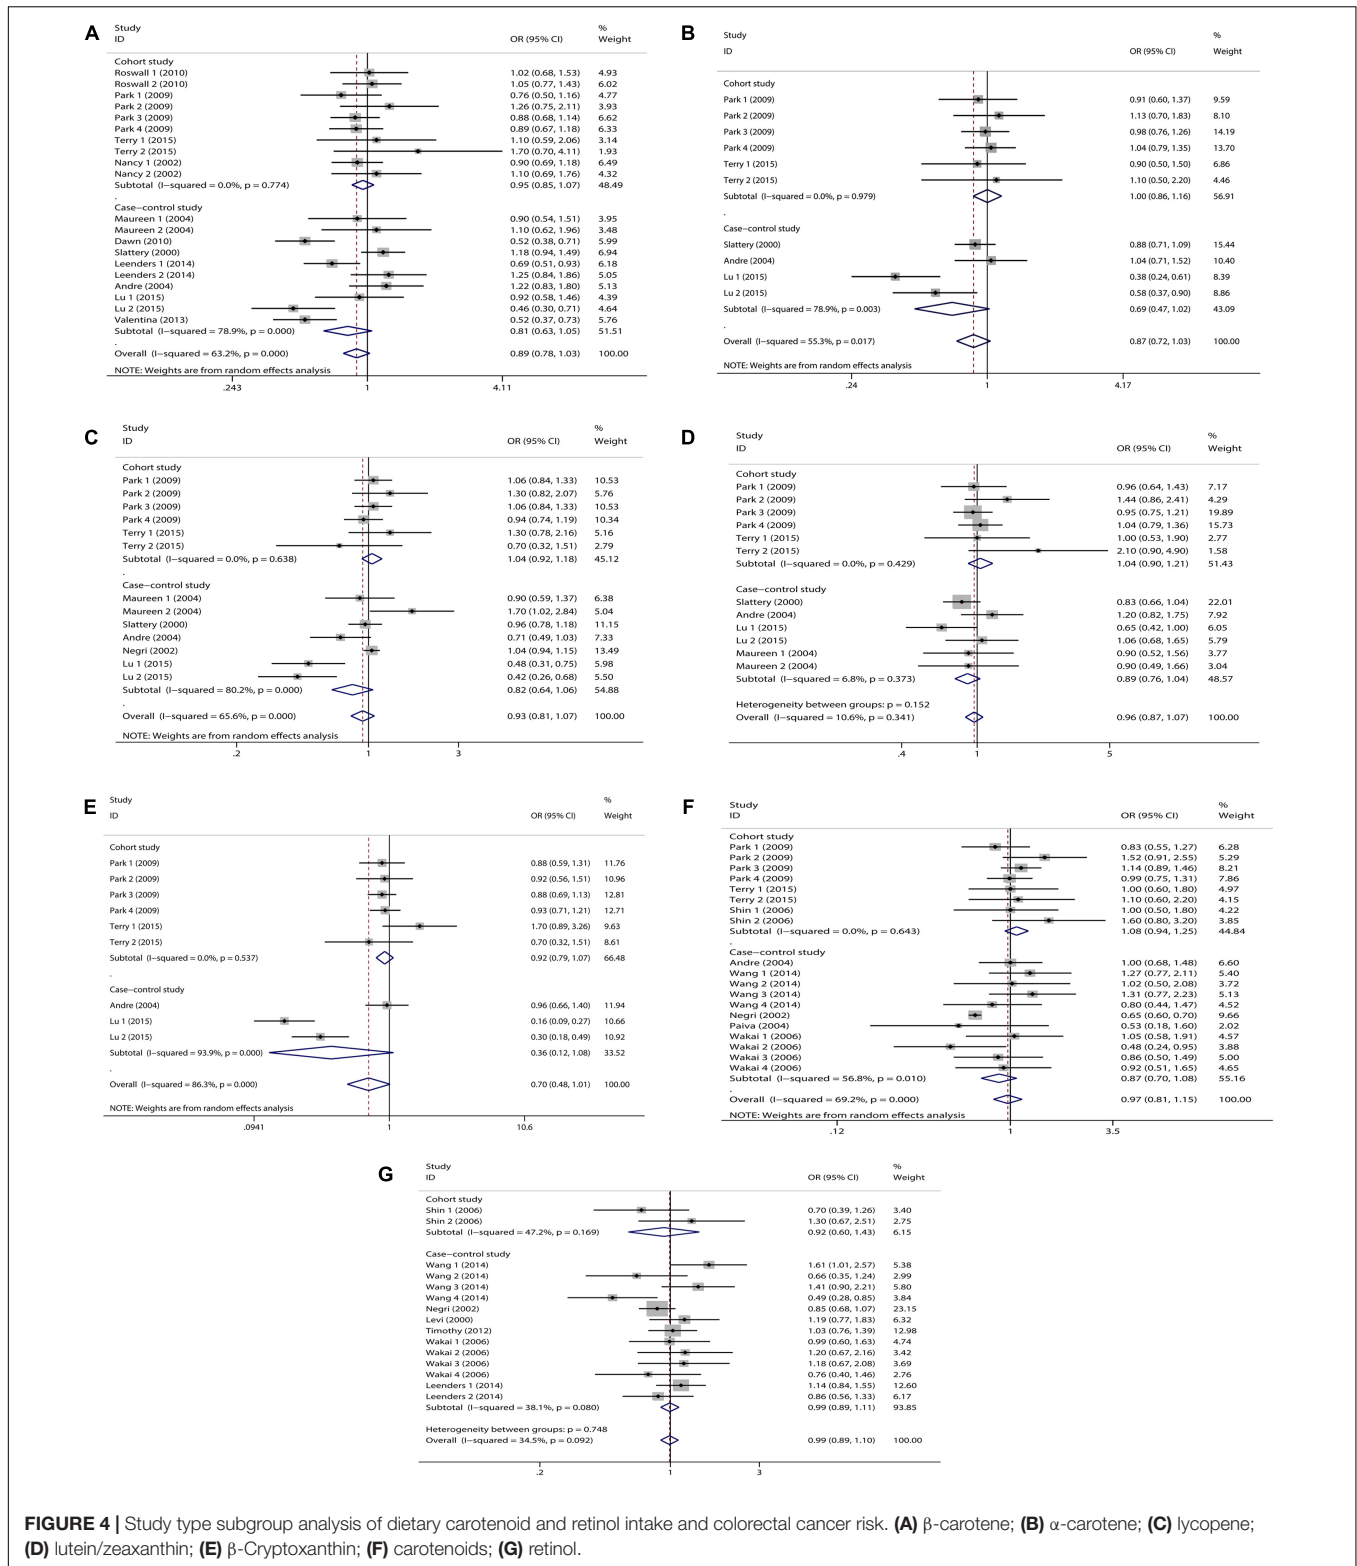 A
Study % 
ID OR (95% CI) Weight
Cohort study
Roswall 1 (2010) 1.02 (0.68, 1.53) 4.93
Roswall 2 (2010) 1.05 (0.77, 1.43) 6.02
Park 1 (2009) 0.76 (0.50, 1.16) 4.77
Park 2 (2009) 1.26 (0.75, 2.11) 3.93
Park 3 (2009) 0.88 (0.68, 1.14) 6.62
Park 4 (2009) 0.89 (0.67, 1.18) 6.33
Terry 1 (2015) 1.10 (0.59, 2.06) 3.14
Terry 2 (2015) 1.70 (0.70, 4.11) 1.93
Nancy 1 (2002) 0.90 (0.69, 1.18) 6.49
Nancy 2 (2002) 1.10 (0.69, 1.76) 4.32
Subtotal (I−squared = 0.0%, p = 0.774) 0.95 (0.85, 1.07) 48.49
.
Case−control study
Maureen 1 (2004) 0.90 (0.54, 1.51) 3.95
Maureen 2 (2004) 1.10 (0.62, 1.96) 3.48
Dawn (2010) 0.52 (0.38, 0.71) 5.99
Slattery (2000) 1.18 (0.94, 1.49) 6.94
Leenders 1 (2014) 0.69 (0.51, 0.93) 6.18
Leenders 2 (2014) 1.25 (0.84, 1.86) 5.05
Andre (2004) 1.22 (0.83, 1.80) 5.13
Lu 1 (2015) 0.92 (0.58, 1.46) 4.39
Lu 2 (2015) 0.46 (0.30, 0.71) 4.64
Valentina (2013) 0.52 (0.37, 0.73) 5.76
Subtotal (I−squared = 78.9%, p = 0.000) 0.81 (0.63, 1.05) 51.51
.
Overall (I−squared = 63.2%, p = 0.000) 0.89 (0.78, 1.03) 100.00
NOTE: Weights are from random effects analysis
.243 1 4.11
B
Study %
ID OR (95% CI) Weight
Cohort study
Park 1 (2009) 0.91 (0.60, 1.37) 9.59
Park 2 (2009) 1.13 (0.70, 1.83) 8.10
Park 3 (2009) 0.98 (0.76, 1.26) 14.19
Park 4 (2009) 1.04 (0.79, 1.35) 13.70
Terry 1 (2015) 0.90 (0.50, 1.50) 6.86
Terry 2 (2015) 1.10 (0.50, 2.20) 4.46
Subtotal (I−squared = 0.0%, p = 0.979) 1.00 (0.86, 1.16) 56.91
.
Case−control study
Slattery (2000) 0.88 (0.71, 1.09) 15.44
Andre (2004) 1.04 (0.71, 1.52) 10.40
Lu 1 (2015) 0.38 (0.24, 0.61) 8.39
Lu 2 (2015) 0.58 (0.37, 0.90) 8.86
Subtotal (I−squared = 78.9%, p = 0.003) 0.69 (0.47, 1.02) 43.09
.
Overall (I−squared = 55.3%, p = 0.017) 0.87 (0.72, 1.03) 100.00
NOTE: Weights are from random effects analysis
.24 1 4.17
C
Study %
ID OR (95% CI) Weight
Cohort study
Park 1 (2009) 1.06 (0.84, 1.33) 10.53
Park 2 (2009) 1.30 (0.82, 2.07) 5.76
Park 3 (2009) 1.06 (0.84, 1.33) 10.53
Park 4 (2009) 0.94 (0.74, 1.19) 10.34
Terry 1 (2015) 1.30 (0.78, 2.16) 5.16
Terry 2 (2015) 0.70 (0.32, 1.51) 2.79
Subtotal (I−squared = 0.0%, p = 0.638) 1.04 (0.92, 1.18) 45.12
.
Case−control study
Maureen 1 (2004) 0.90 (0.59, 1.37) 6.38
Maureen 2 (2004) 1.70 (1.02, 2.84) 5.04
Slattery (2000) 0.96 (0.78, 1.18) 11.15
Andre (2004) 0.71 (0.49, 1.03) 7.33
Negri (2002) 1.04 (0.94, 1.15) 13.49
Lu 1 (2015) 0.48 (0.31, 0.75) 5.98
Lu 2 (2015) 0.42 (0.26, 0.68) 5.50
Subtotal (I−squared = 80.2%, p = 0.000) 0.82 (0.64, 1.06) 54.88
.
Overall (I−squared = 65.6%, p = 0.000) 0.93 (0.81, 1.07) 100.00
NOTE: Weights are from random effects analysis
.2 1 3
D
Study %
ID OR (95% CI) Weight
Cohort study
Park 1 (2009) 0.96 (0.64, 1.43) 7.17
Park 2 (2009) 1.44 (0.86, 2.41) 4.29
Park 3 (2009) 0.95 (0.75, 1.21) 19.89
Park 4 (2009) 1.04 (0.79, 1.36) 15.73
Terry 1 (2015) 1.00 (0.53, 1.90) 2.77
Terry 2 (2015) 2.10 (0.90, 4.90) 1.58
Subtotal (I−squared = 0.0%, p = 0.429) 1.04 (0.90, 1.21) 51.43
Case−control study
Slattery (2000) 0.83 (0.66, 1.04) 22.01
Andre (2004) 1.20 (0.82, 1.75) 7.92
Lu 1 (2015) 0.65 (0.42, 1.00) 6.05
Lu 2 (2015) 1.06 (0.68, 1.65) 5.79
Maureen 1 (2004) 0.90 (0.52, 1.56) 3.77
Maureen 2 (2004) 0.90 (0.49, 1.66) 3.04
Subtotal (I−squared = 6.8%, p = 0.373) 0.89 (0.76, 1.04) 48.57
Heterogeneity between groups: p = 0.152
Overall (I−squared = 10.6%, p = 0.341) 0.96 (0.87, 1.07) 100.00
.4 1 5
E
Study %
ID OR (95% CI) Weight
Cohort study
Park 1 (2009) 0.88 (0.59, 1.31) 11.76
Park 2 (2009) 0.92 (0.56, 1.51) 10.96
Park 3 (2009) 0.88 (0.69, 1.13) 12.81
Park 4 (2009) 0.93 (0.71, 1.21) 12.71
Terry 1 (2015) 1.70 (0.89, 3.26) 9.63
Terry 2 (2015) 0.70 (0.32, 1.51) 8.61
Subtotal (I−squared = 0.0%, p = 0.537) 0.92 (0.79, 1.07) 66.48
.
Case−control study
Andre (2004) 0.96 (0.66, 1.40) 11.94
Lu 1 (2015) 0.16 (0.09, 0.27) 10.66
Lu 2 (2015) 0.30 (0.18, 0.49) 10.92
Subtotal (I−squared = 93.9%, p = 0.000) 0.36 (0.12, 1.08) 33.52
.
Overall (I−squared = 86.3%, p = 0.000) 0.70 (0.48, 1.01) 100.00
NOTE: Weights are from random effects analysis
.0941 1 10.6
F
Study %
ID OR (95% CI) Weight
Cohort study
Park 1 (2009) 0.83 (0.55, 1.27) 6.28
Park 2 (2009) 1.52 (0.91, 2.55) 5.29
Park 3 (2009) 1.14 (0.89, 1.46) 8.21
Park 4 (2009) 0.99 (0.75, 1.31) 7.86
Terry 1 (2015) 1.00 (0.60, 1.80) 4.97
Terry 2 (2015) 1.10 (0.60, 2.20) 4.15
Shin 1 (2006) 1.00 (0.50, 1.80) 4.22
Shin 2 (2006) 1.60 (0.80, 3.20) 3.85
Subtotal (I−squared = 0.0%, p = 0.643) 1.08 (0.94, 1.25) 44.84
.
Case−control study
Andre (2004) 1.00 (0.68, 1.48) 6.60
Wang 1 (2014) 1.27 (0.77, 2.11) 5.40
Wang 2 (2014) 1.02 (0.50, 2.08) 3.72
Wang 3 (2014) 1.31 (0.77, 2.23) 5.13
Wang 4 (2014) 0.80 (0.44, 1.47) 4.52
Negri (2002) 0.65 (0.60, 0.70) 9.66
Paiva (2004) 0.53 (0.18, 1.60) 2.02
Wakai 1 (2006) 1.05 (0.58, 1.91) 4.57
Wakai 2 (2006) 0.48 (0.24, 0.95) 3.88
Wakai 3 (2006) 0.86 (0.50, 1.49) 5.00
Wakai 4 (2006) 0.92 (0.51, 1.65) 4.65
Subtotal (I−squared = 56.8%, p = 0.010) 0.87 (0.70, 1.08) 55.16
.
Overall (I−squared = 69.2%, p = 0.000) 0.97 (0.81, 1.15) 100.00
NOTE: Weights are from random effects analysis
.12 1 3.5
G
Study %
ID OR (95% CI) Weight
Cohort study
Shin 1 (2006) 0.70 (0.39, 1.26) 3.40
Shin 2 (2006) 1.30 (0.67, 2.51) 2.75
Subtotal (I−squared = 47.2%, p = 0.169) 0.92 (0.60, 1.43) 6.15
Case−control study
Wang 1 (2014) 1.61 (1.01, 2.57) 5.38
Wang 2 (2014) 0.66 (0.35, 1.24) 2.99
Wang 3 (2014) 1.41 (0.90, 2.21) 5.80
Wang 4 (2014) 0.49 (0.28, 0.85) 3.84
Negri (2002) 0.85 (0.68, 1.07) 23.15
Levi (2000) 1.19 (0.77, 1.83) 6.32
Timothy (2012) 1.03 (0.76, 1.39) 12.98
Wakai 1 (2006) 0.99 (0.60, 1.63) 4.74
Wakai 2 (2006) 1.20 (0.67, 2.16) 3.42
Wakai 3 (2006) 1.18 (0.67, 2.08) 3.69
Wakai 4 (2006) 0.76 (0.40, 1.46) 2.76
Leenders 1 (2014) 1.14 (0.84, 1.55) 12.60
Leenders 2 (2014) 0.86 (0.56, 1.33) 6.17
Subtotal (I−squared = 38.1%, p = 0.080) 0.99 (0.89, 1.11) 93.85
Heterogeneity between groups: p = 0.748
Overall (I−squared = 34.5%, p = 0.092) 0.99 (0.89, 1.10) 100.00
.2 1 3
FIGURE 4 | Study type subgroup analysis of dietary carotenoid and retinol intake and colorectal cancer risk. (A) β-carotene; (B) α-carotene; (C) lycopene;
(D) lutein/zeaxanthin; (E) β-Cryptoxanthin; (F) carotenoids; (G) retinol.